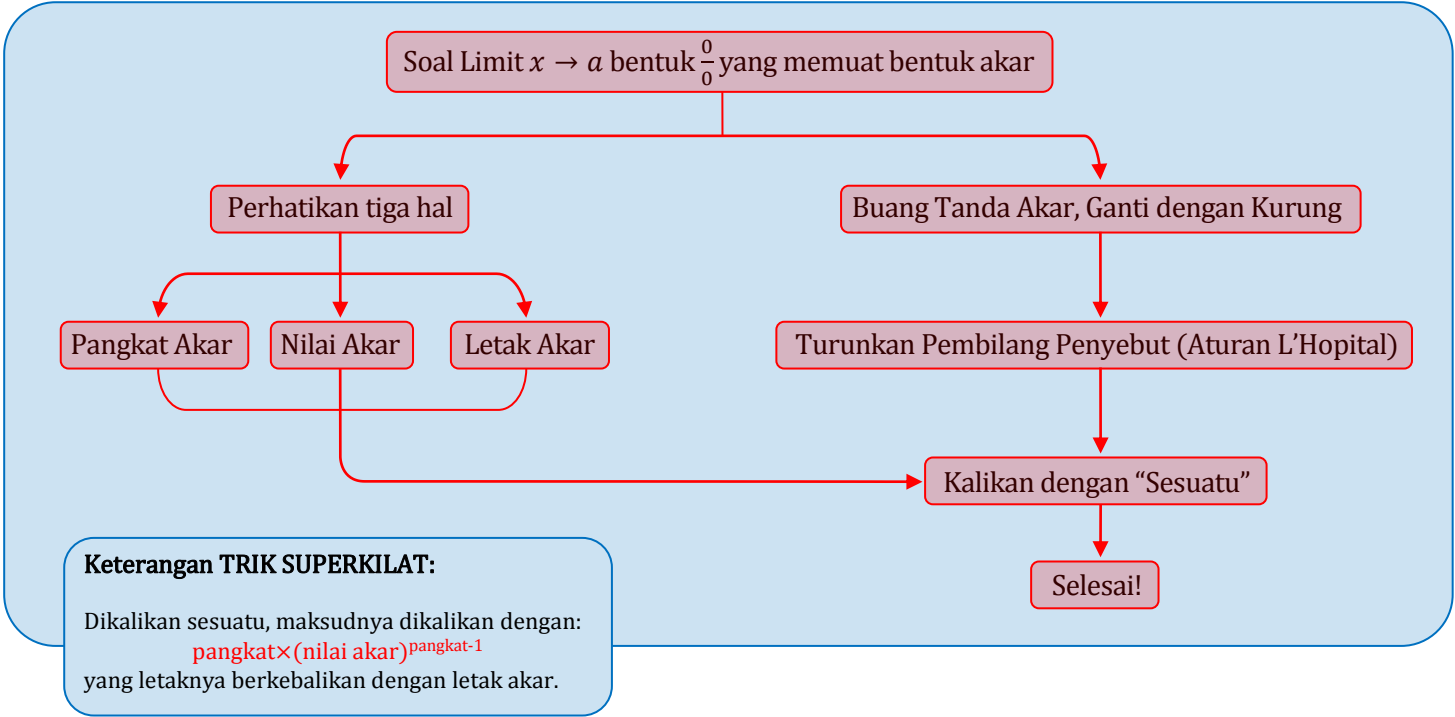 Soal Limit 𝑥 → 𝑎 bentuk 0/0 yang memuat bentuk akar
Perhatikan tiga hal
Buang Tanda Akar, Ganti dengan Kurung
Pangkat Akar
Nilai Akar
Letak Akar
Turunkan Pembilang Penyebut (Aturan L’Hopital)
Kalikan dengan “Sesuatu”
Selesai!
Keterangan TRIK SUPERKILAT:
Dikalikan sesuatu, maksudnya dikalikan dengan:
pangkat×(nilai akar)^pangkat-1
yang letaknya berkebalikan dengan letak akar.